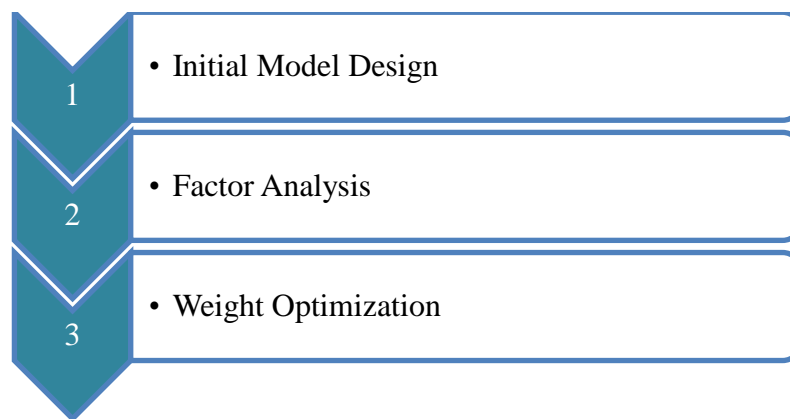 1
• Initial Model Design
2
• Factor Analysis
3
• Weight Optimization